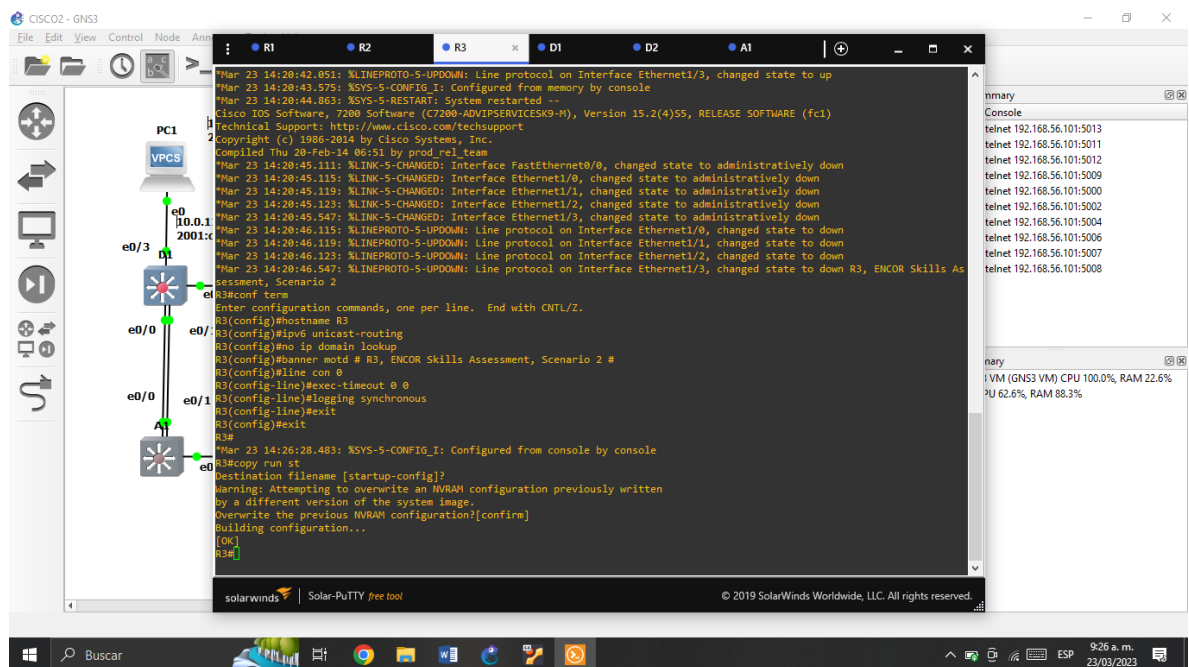 CISCO2 - GNS3
File Edit View Control Node Ann
R1 R2 R3 × D1 D2 A1
*Mar 23 14:20:42.051: %LINEPROTO-5-UPDOWN: Line protocol on Interface Ethernet1/3, changed state to up
*Mar 23 14:20:43.575: %SYS-5-CONFIG_I: Configured from memory by console
*Mar 23 14:20:44.863: %SYS-5-RESTART: System restarted --
Cisco IOS Software, 7200 Software (C7200-ADVIPSERVICESK9-M), Version 15.2(4)S5, RELEASE SOFTWARE (fc1)
Technical Support: http://www.cisco.com/techsupport
Copyright (c) 1986-2014 by Cisco Systems, Inc.
Compiled Thu 20-Feb-14 06:51 by prod_rel_team
*Mar 23 14:20:45.111: %LINK-5-CHANGED: Interface FastEthernet0/0, changed state to administratively down
*Mar 23 14:20:45.115: %LINK-5-CHANGED: Interface Ethernet1/0, changed state to administratively down
*Mar 23 14:20:45.119: %LINK-5-CHANGED: Interface Ethernet1/1, changed state to administratively down
*Mar 23 14:20:45.123: %LINK-5-CHANGED: Interface Ethernet1/2, changed state to administratively down
*Mar 23 14:20:45.547: %LINK-5-CHANGED: Interface Ethernet1/3, changed state to administratively down
*Mar 23 14:20:46.115: %LINEPROTO-5-UPDOWN: Line protocol on Interface Ethernet1/0, changed state to down
*Mar 23 14:20:46.119: %LINEPROTO-5-UPDOWN: Line protocol on Interface Ethernet1/1, changed state to down
*Mar 23 14:20:46.123: %LINEPROTO-5-UPDOWN: Line protocol on Interface Ethernet1/2, changed state to down
*Mar 23 14:20:46.547: %LINEPROTO-5-UPDOWN: Line protocol on Interface Ethernet1/3, changed state to down R3, ENCOR Skills As
sessment, Scenario 2
R3#conf term
Enter configuration commands, one per line. End with CNTL/Z.
R3(config)#hostname R3
R3(config)#ipv6 unicast-routing
R3(config)#no ip domain lookup
R3(config)#banner motd # R3, ENCOR Skills Assessment, Scenario 2 #
R3(config)#line con 0
R3(config-line)#exec-timeout 0 0
R3(config-line)#logging synchronous
R3(config-line)#exit
R3(config)#exit
R3#
*Mar 23 14:26:28.483: %SYS-5-CONFIG_I: Configured from console by console
R3#copy run st
Destination filename [startup-config]?
Warning: Attempting to overwrite an NVRAM configuration previously written
by a different version of the system image.
Overwrite the previous NVRAM configuration?[confirm]
Building configuration...
[OK]
R3#
solarwinds Solar-PuTTY free tool
© 2019 SolarWinds Worldwide, LLC. All rights reserved.
PC1
VPCS
e0
10.0.1
2001:
e0/3
D1
e0/0
e0/
e0/0
e0/1
A1
e0
mmary
Console
telnet 192.168.56.101:5013
telnet 192.168.56.101:5011
telnet 192.168.56.101:5012
telnet 192.168.56.101:5009
telnet 192.168.56.101:5000
telnet 192.168.56.101:5002
telnet 192.168.56.101:5004
telnet 192.168.56.101:5006
telnet 192.168.56.101:5007
telnet 192.168.56.101:5008
nary
VM (GNS3 VM) CPU 100.0%, RAM 22.6%
PU 62.6%, RAM 88.3%
Buscar
ESP
9:26 a. m.
23/03/2023